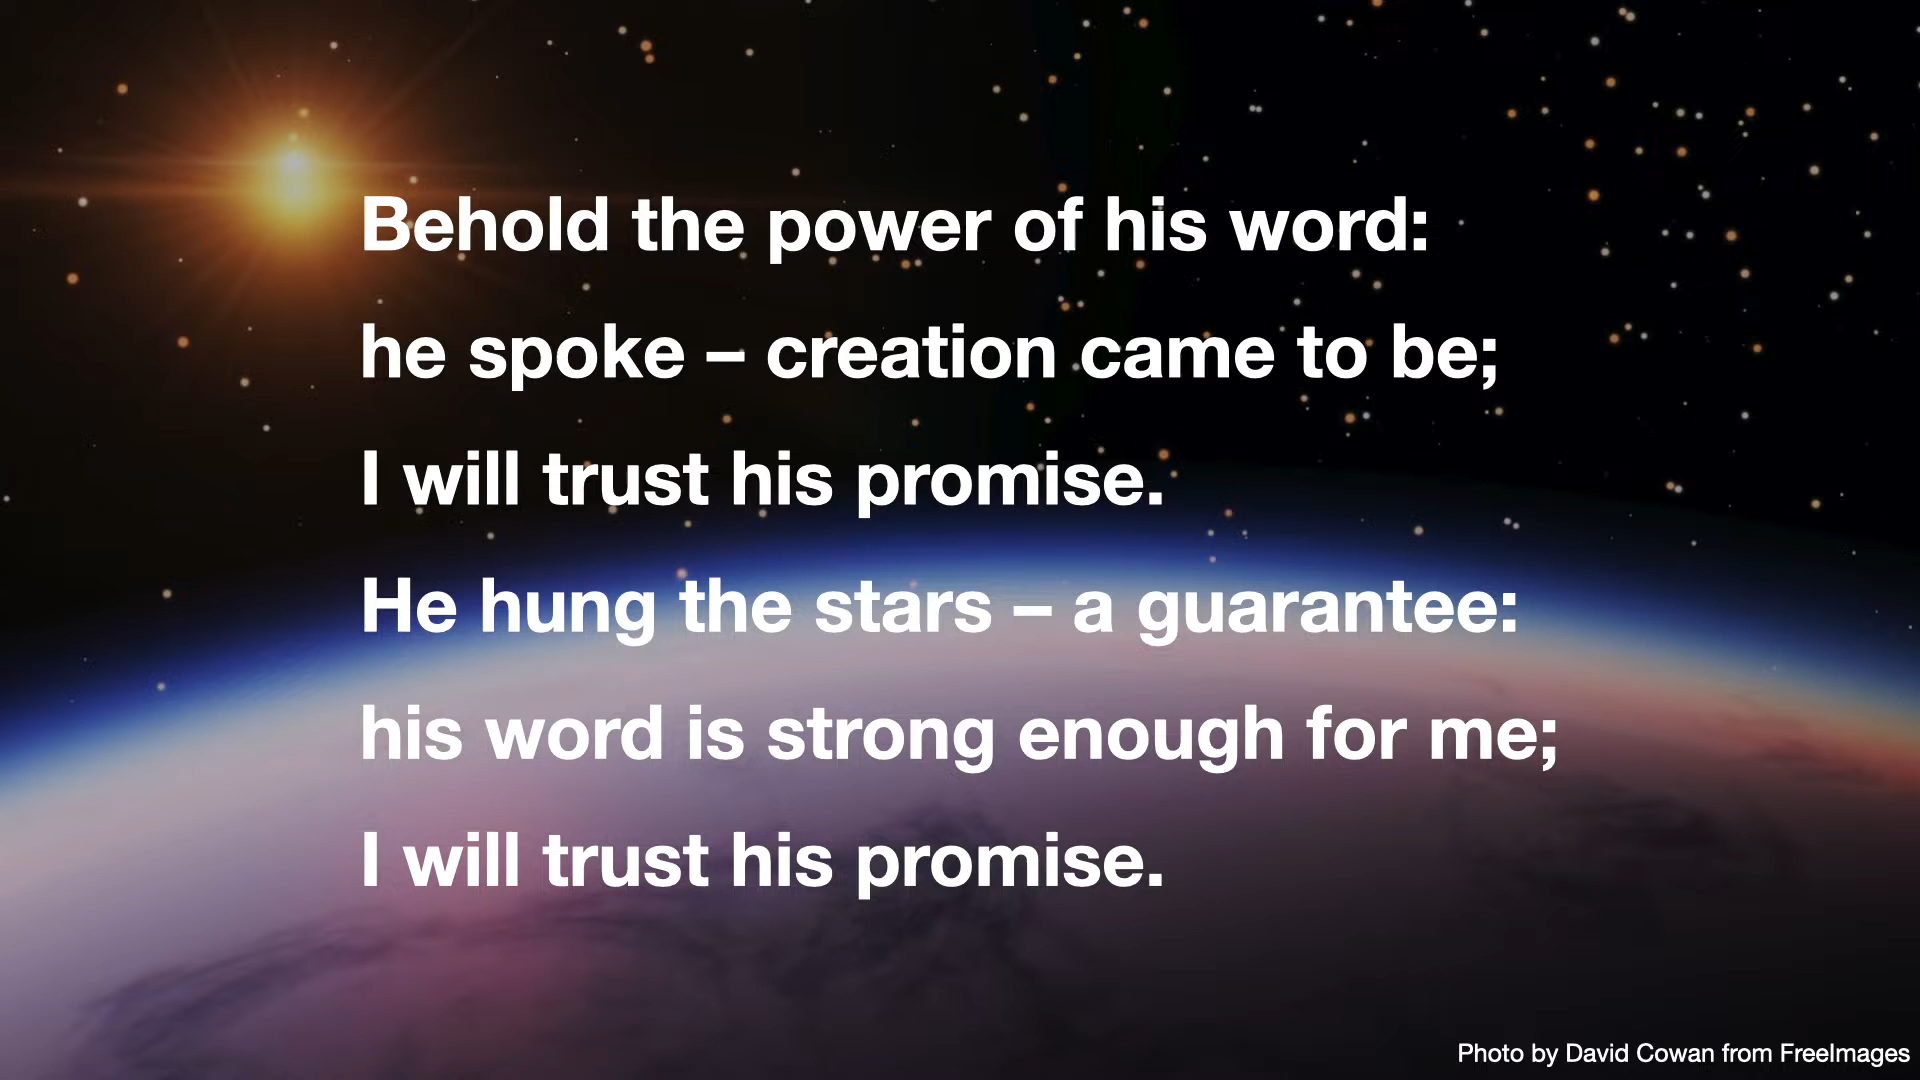 Behold the power of his word:
he spoke – creation came to be;
I will trust his promise.
He hung the stars – a guarantee:
his word is strong enough for me;
I will trust his promise.
Photo by David Cowan from FreeImages